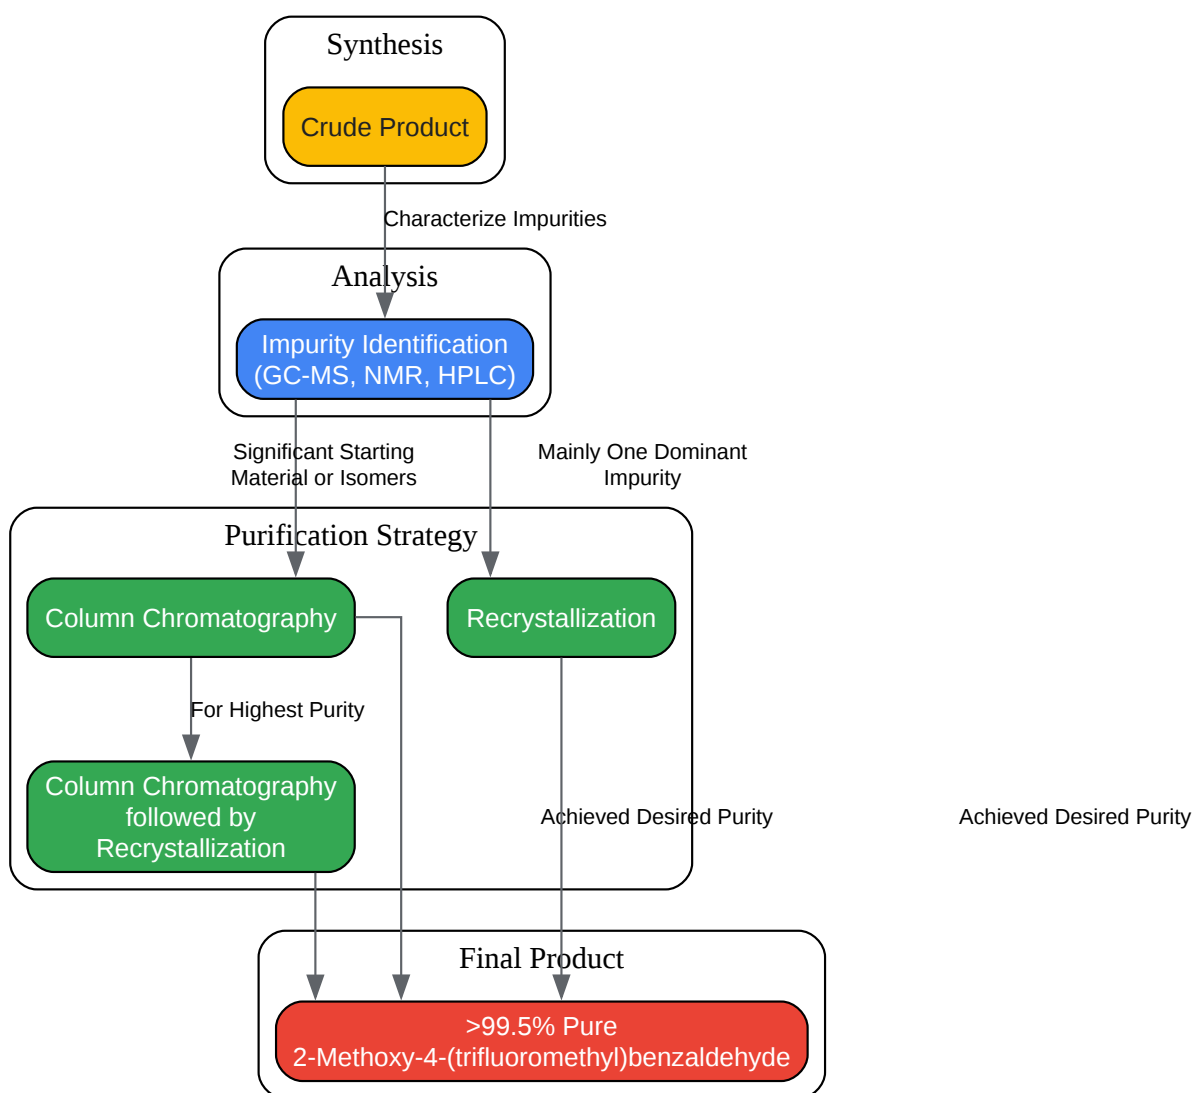 Synthesis
Crude Product
Characterize Impurities
Analysis
Impurity Identification
(GC-MS, NMR, HPLC)
Significant Starting
Material or Isomers
Mainly One Dominant
Impurity
Purification Strategy
Column Chromatography
Recrystallization
For Highest Purity
Column Chromatography
followed by
Recrystallization
Achieved Desired Purity
Achieved Desired Purity
Final Product
>99.5% Pure
2-Methoxy-4-(trifluoromethyl)benzaldehyde